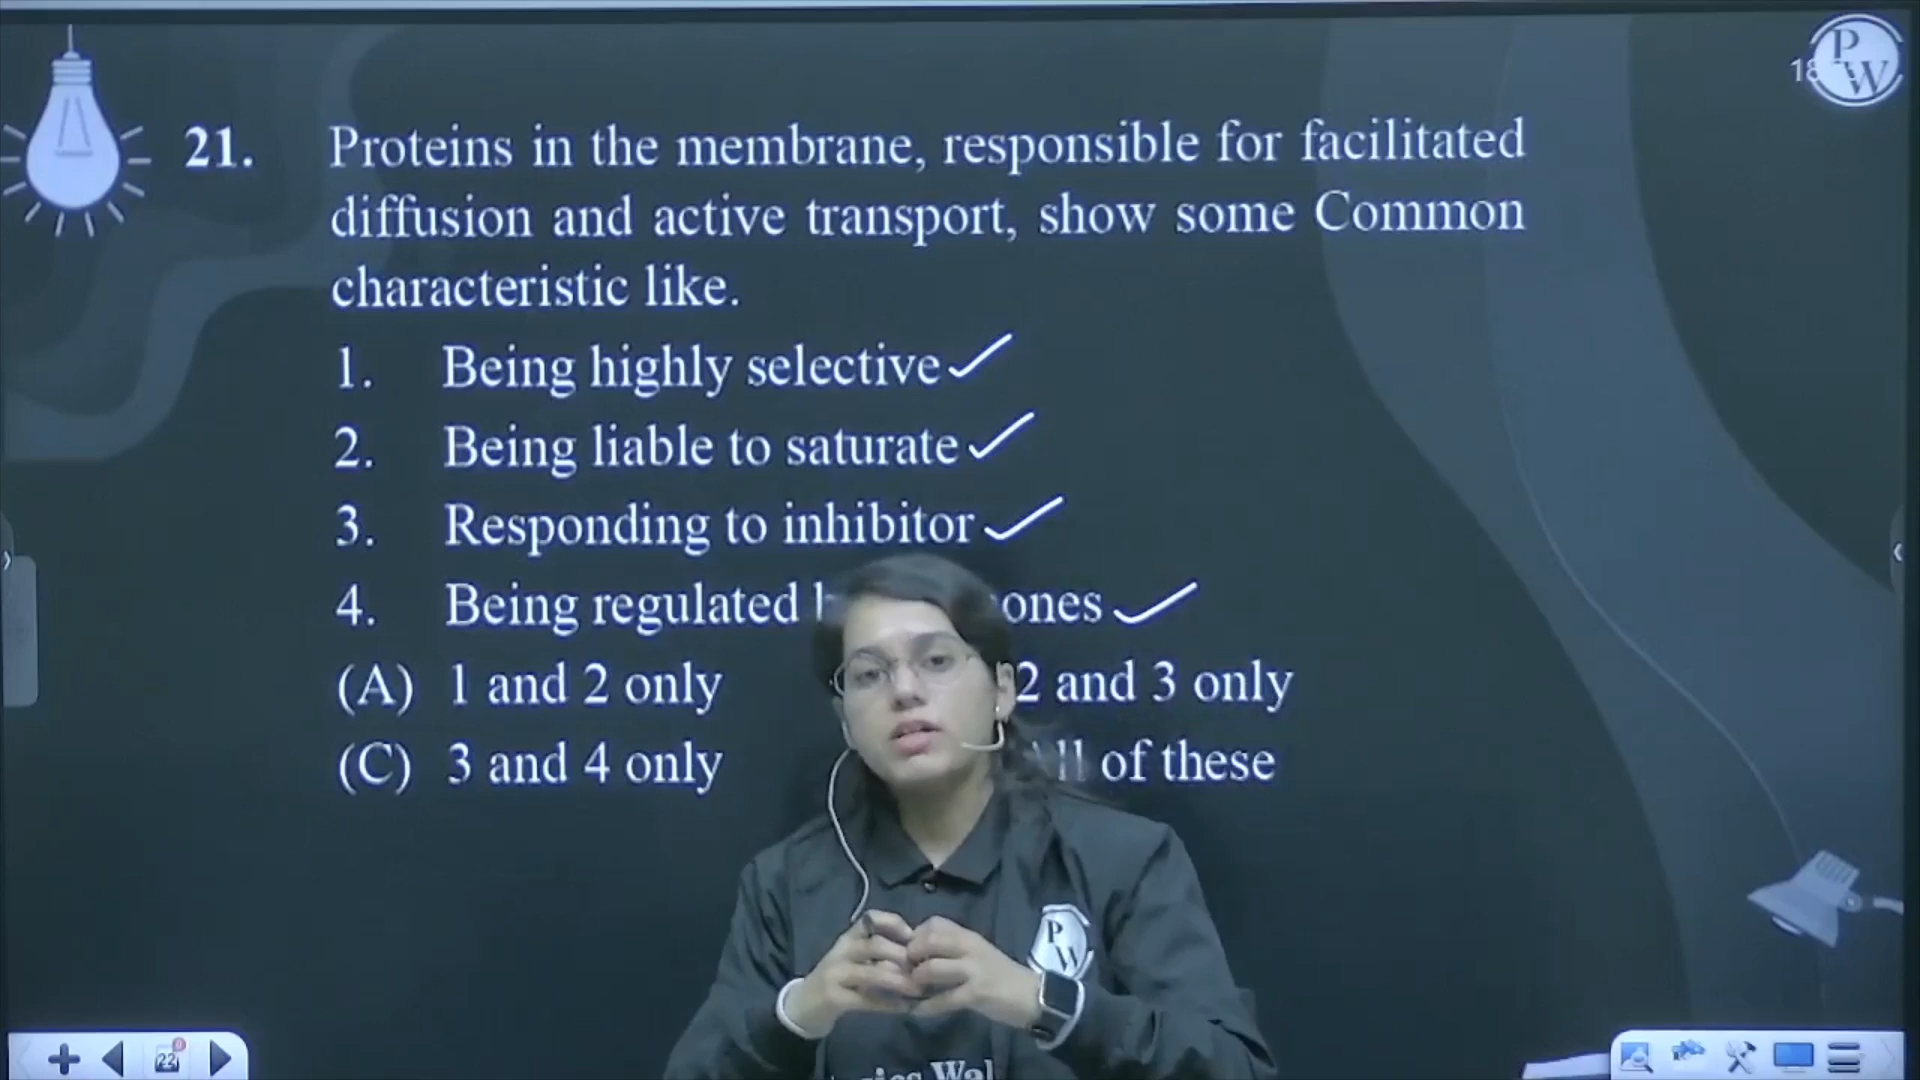 P
W
18
21. Proteins in the membrane, responsible for facilitated
diffusion and active transport, show some Common
characteristic like.
1. Being highly selective
2. Being liable to saturate
3. Responding to inhibitor
4. Being regulated
(A) 1 and 2 only 2 and 3 only
(C) 3 and 4 only of these
P
W
22